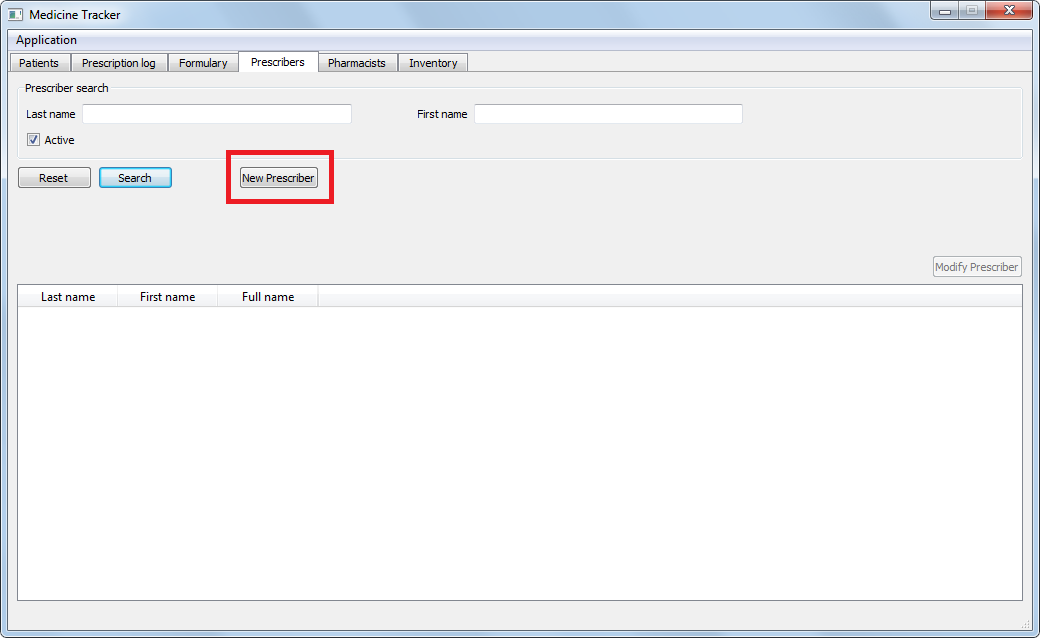 Medicine Tracker
Application
Patients Prescription log Formulary Prescribers Pharmacists Inventory
Prescriber search
Last name First name
Active
Reset Search New Prescriber
Modify Prescriber
Last name First name Full name